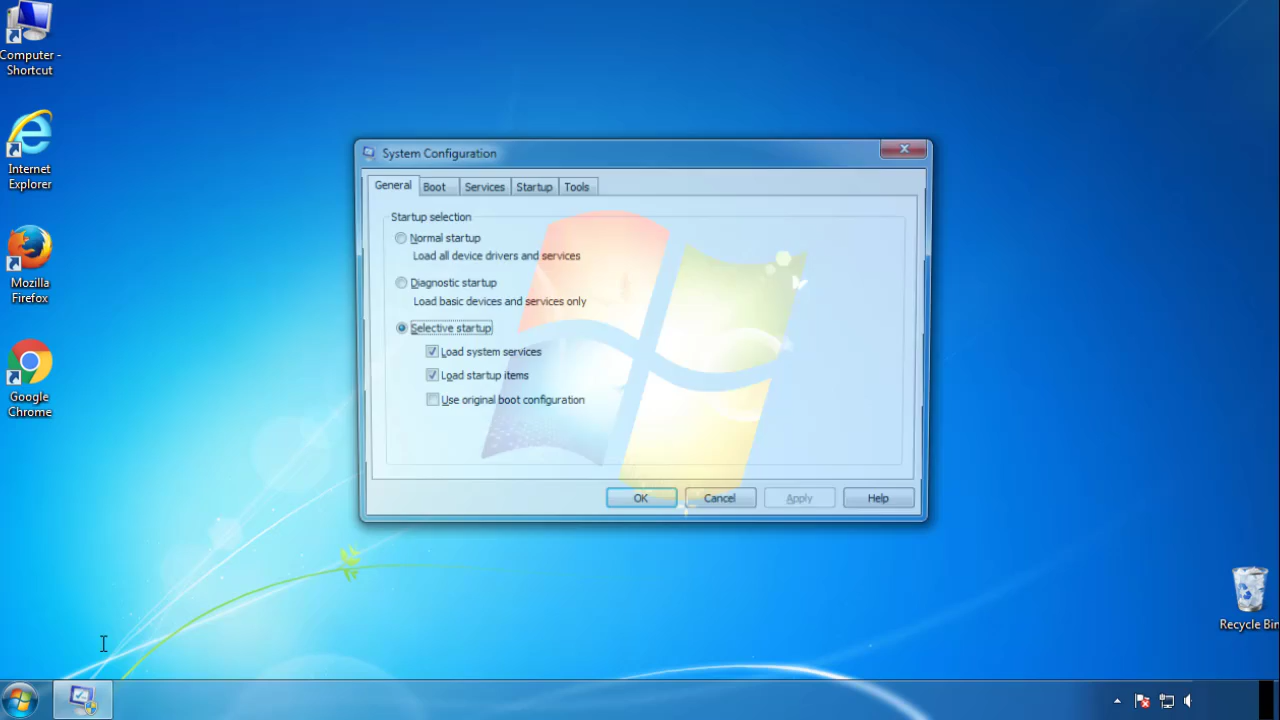 Computer -
Shortcut
Internet
Explorer
Mozilla
Firefox
Google
Chrome
System Configuration
General
Boot
Services
Startup
Tools
Startup selection
Normal startup
Load all device drivers and services
Diagnostic startup
Load basic devices and services only
Selective startup
Load system services
Load startup items
Use original boot configuration
OK
Cancel
Apply
Help
Recycle Bin